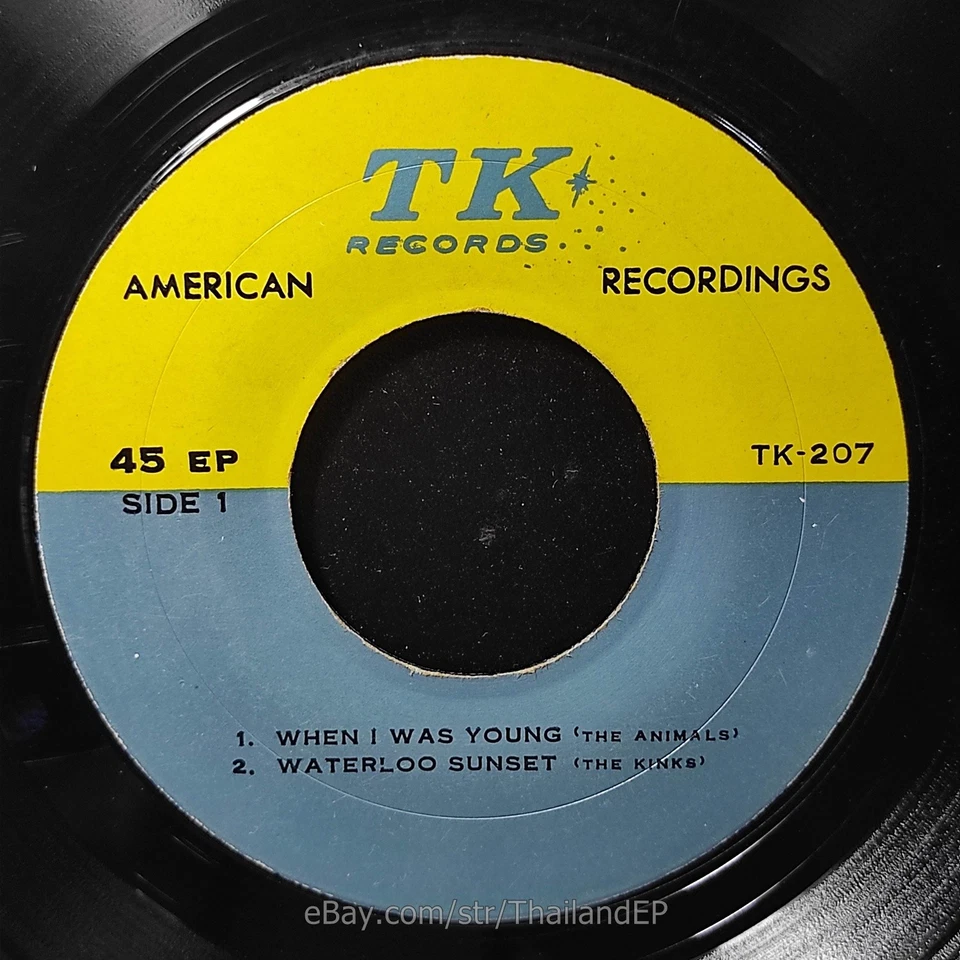 TK
RECORDS
AMERICAN RECORDINGS
45 EP TK-207
SIDE 1
1. WHEN I WAS YOUNG (THE ANIMALS)
2. WATERLOO SUNSET (THE KINKS)
eBay.com/str/ThailandEP